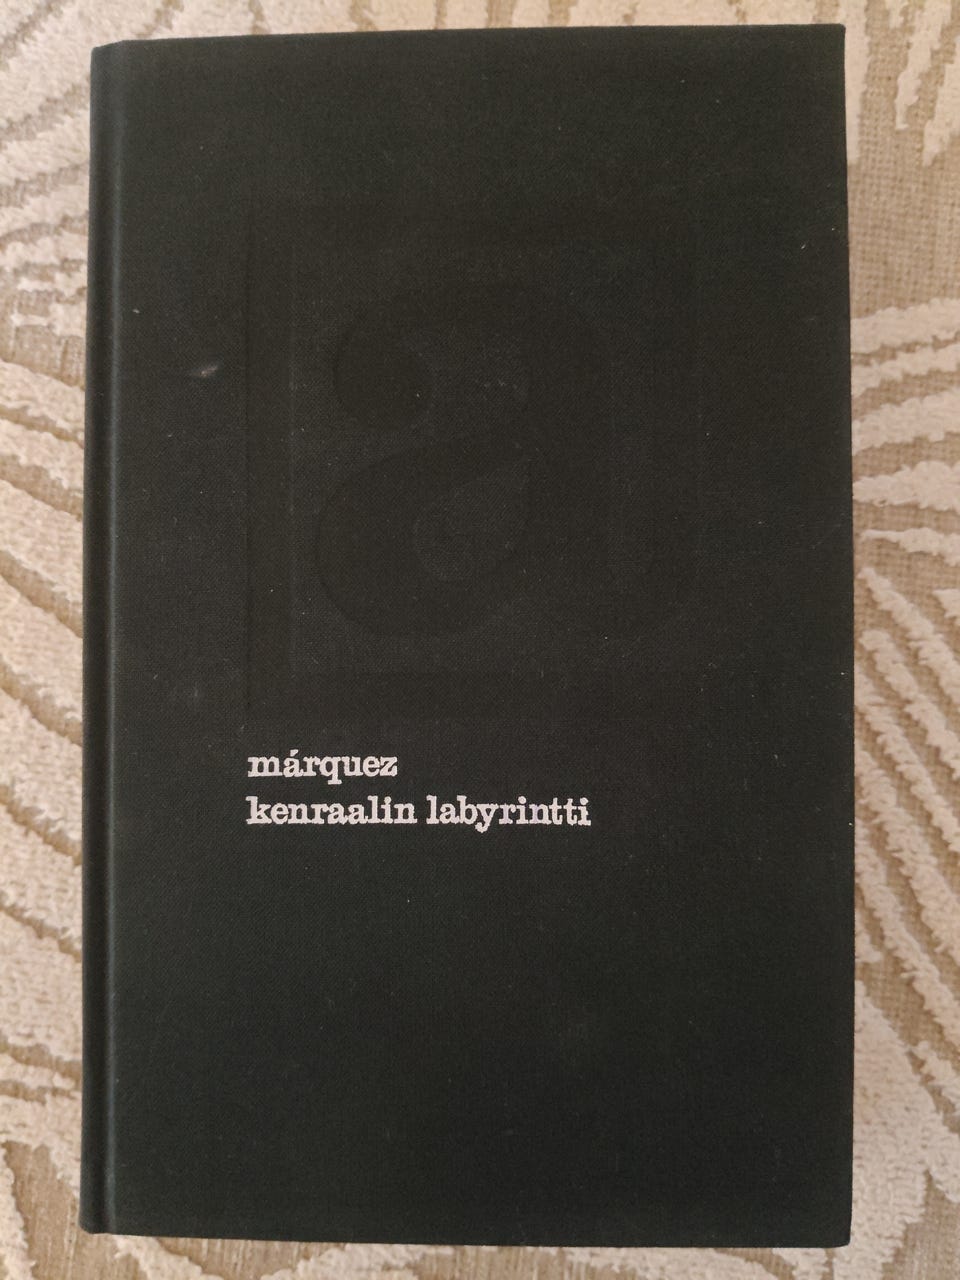 a
márquez
kenraalin labyrintti